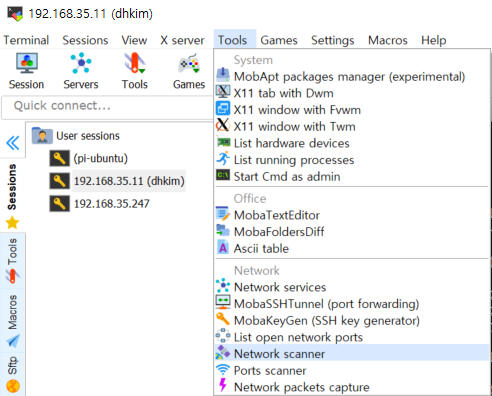 192.168.35.11 (dhkim)
Terminal Sessions View X server Tools Games Settings Macros Help
Session Servers Tools Games
Quick connect...
User sessions
(pi-ubuntu)
192.168.35.11 (dhkim)
192.168.35.247
Sessions
Tools
Macros
Sftp
System
MobApt packages manager (experimental)
X11 tab with Dwm
X11 window with Fvwm
X11 window with Twm
List hardware devices
List running processes
Start Cmd as admin
Office
MobaTextEditor
MobaFoldersDiff
Ascii table
Network
Network services
MobaSSHTunnel (port forwarding)
MobaKeyGen (SSH key generator)
List open network ports
Network scanner
Ports scanner
Network packets capture